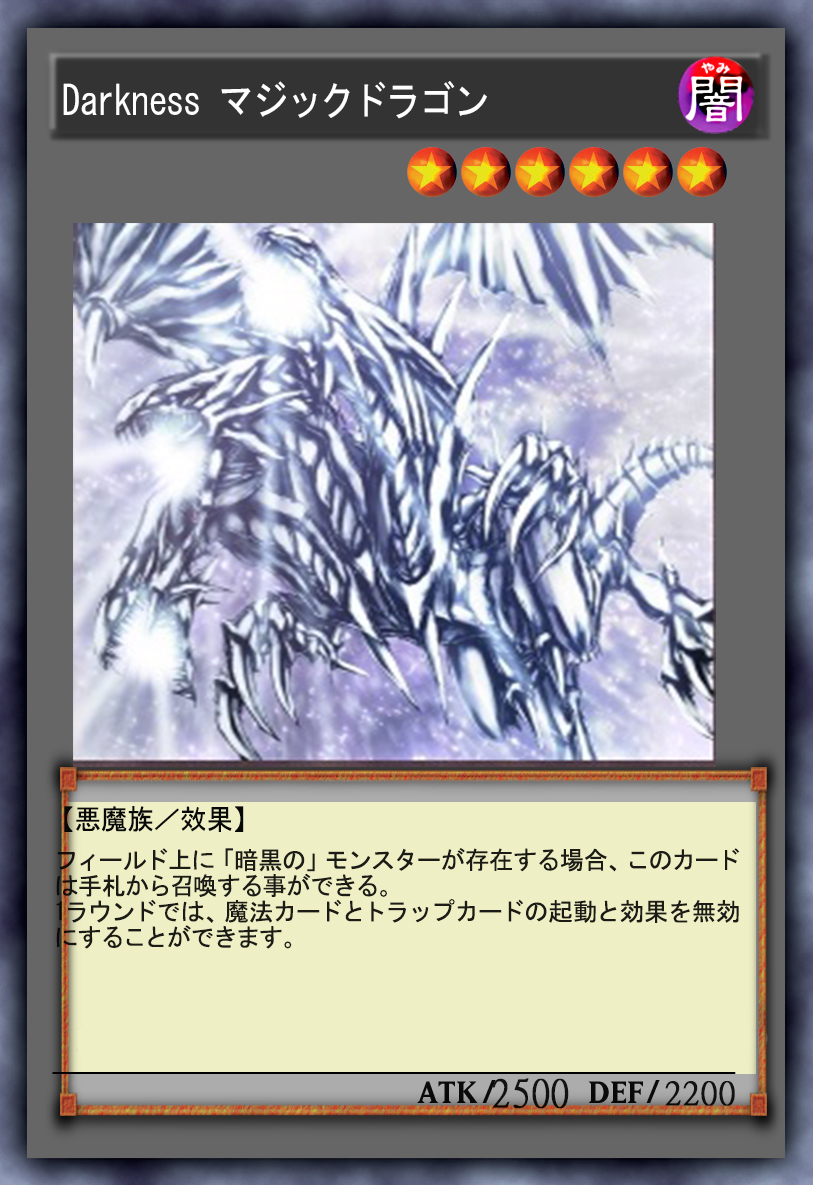 Darkness マジックドラゴン
やみ
闇
【悪魔族／効果】
フィールド上に「暗黒の」モンスターが存在する場合、このカード
は手札から召喚する事ができる。
1ラウンドでは、魔法カードとトラップカードの起動と効果を無効
にすることができます。
ATK/2500 DEF/2200